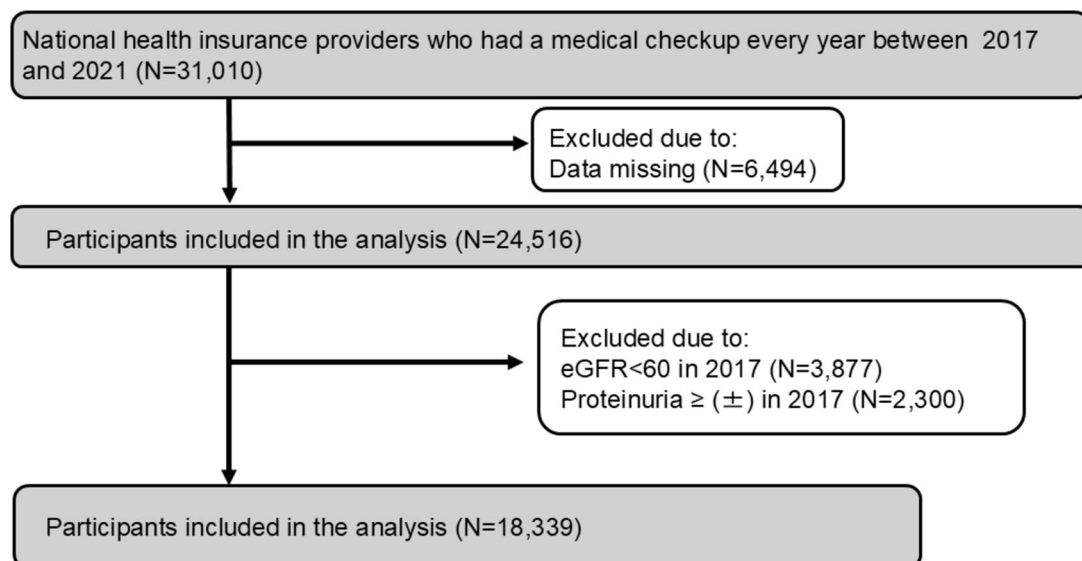 National health insurance providers who had a medical checkup every year between 2017
and 2021 (N=31,010)
Excluded due to:
Data missing (N=6,494)
Participants included in the analysis (N=24,516)
Excluded due to:
eGFR<60 in 2017 (N=3,877)
Proteinuria ≥ (±) in 2017 (N=2,300)
Participants included in the analysis (N=18,339)